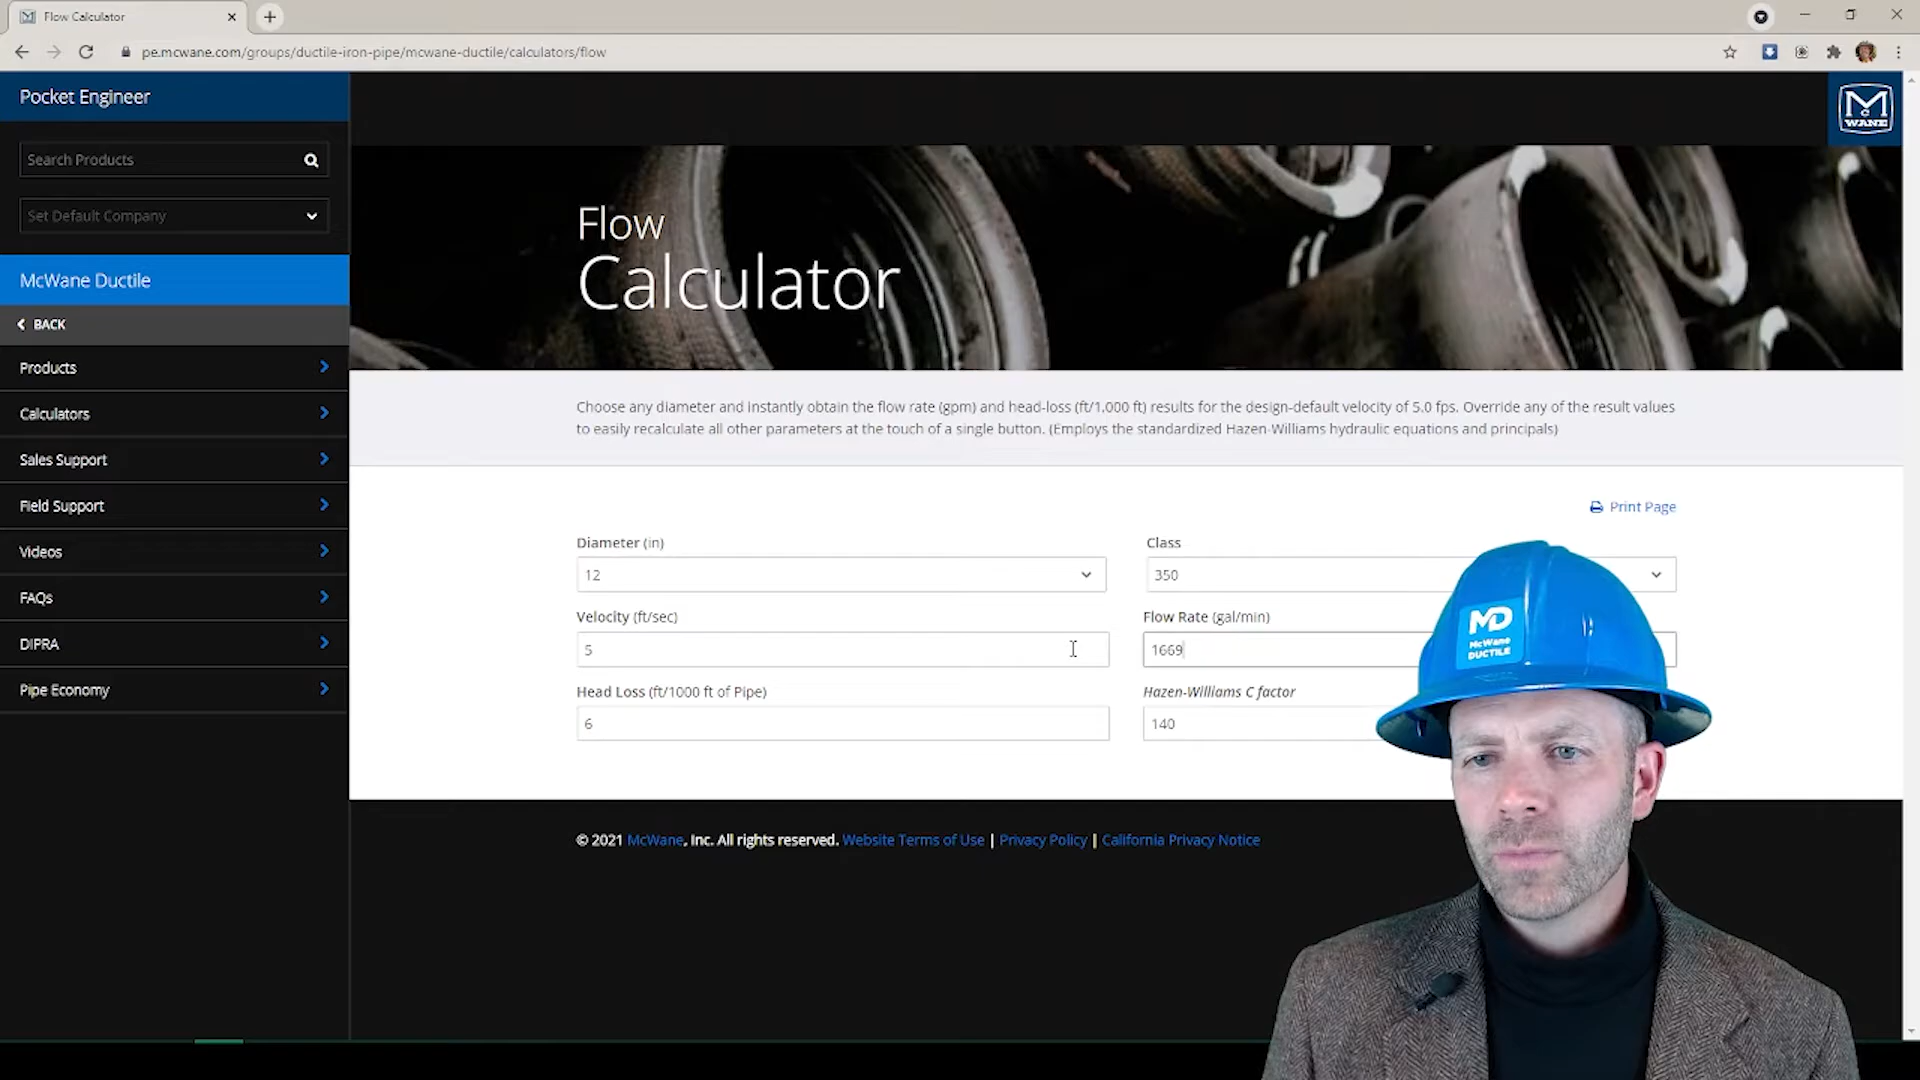 Flow Calculator
pe.mcwane.com/groups/ductile-iron-pipe/mcwane-ductile/calculators/flow
Pocket Engineer
Search Products
Set Default Company
McWane Ductile
BACK
Products
Calculators
Sales Support
Field Support
Videos
FAQs
DIPRA
Pipe Economy
M
C
WANE
Flow
Calculator
Choose any diameter and instantly obtain the flow rate (gpm) and head-loss (ft/1,000 ft) results for the design-default velocity of 5.0 fps. Override any of the result values
to easily recalculate all other parameters at the touch of a single button. (Employs the standardized Hazen-Williams hydraulic equations and principals)
Print Page
Diameter (in)
12
Class
350
Velocity (ft/sec)
5
Flow Rate (gal/min)
1669
Head Loss (ft/1000 ft of Pipe)
6
Hazen-Williams C factor
140
MD
McWane
DUCTILE
© 2021 McWane, Inc. All rights reserved. Website Terms of Use | Privacy Policy | California Privacy Notice